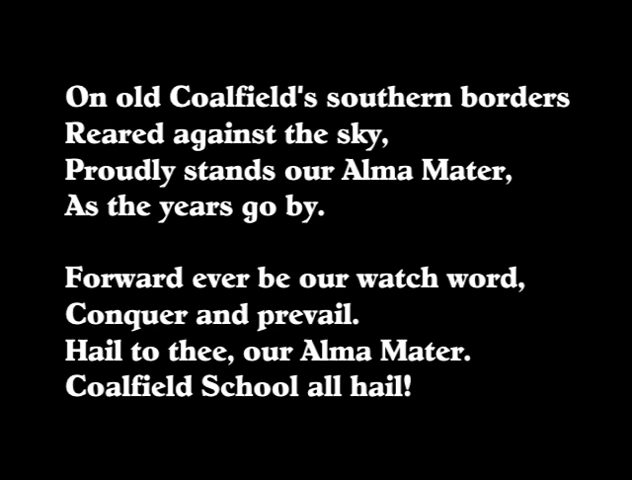 On old Coalfield's southern borders
Reared against the sky,
Proudly stands our Alma Mater,
As the years go by.
Forward ever be our watch word,
Conquer and prevail.
Hail to thee, our Alma Mater.
Coalfield School all hail!